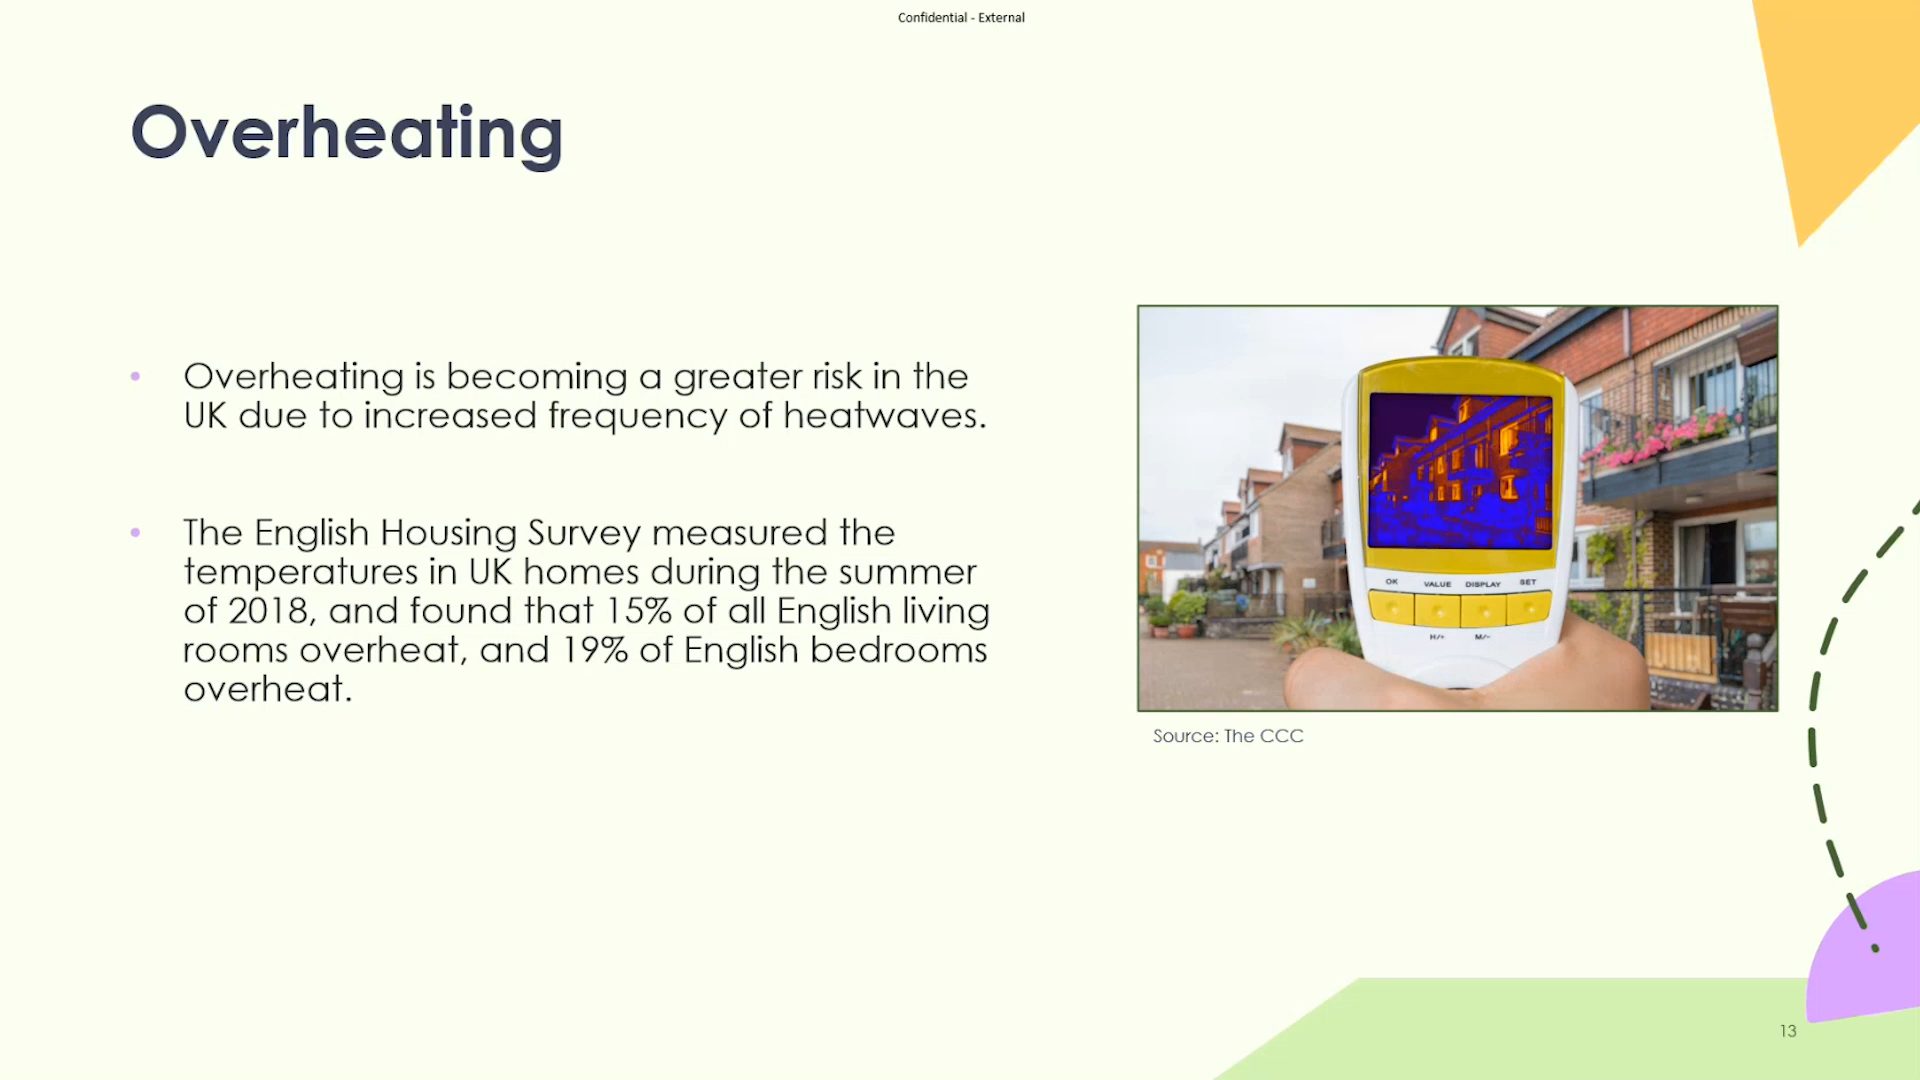 Confidential - External
Overheating
• Overheating is becoming a greater risk in the
UK due to increased frequency of heatwaves.
• The English Housing Survey measured the
temperatures in UK homes during the summer
of 2018, and found that 15% of all English living
rooms overheat, and 19% of English bedrooms
overheat.
OK VALUE DISPLAY SET
H/+ M/-
Source: The CCC
13